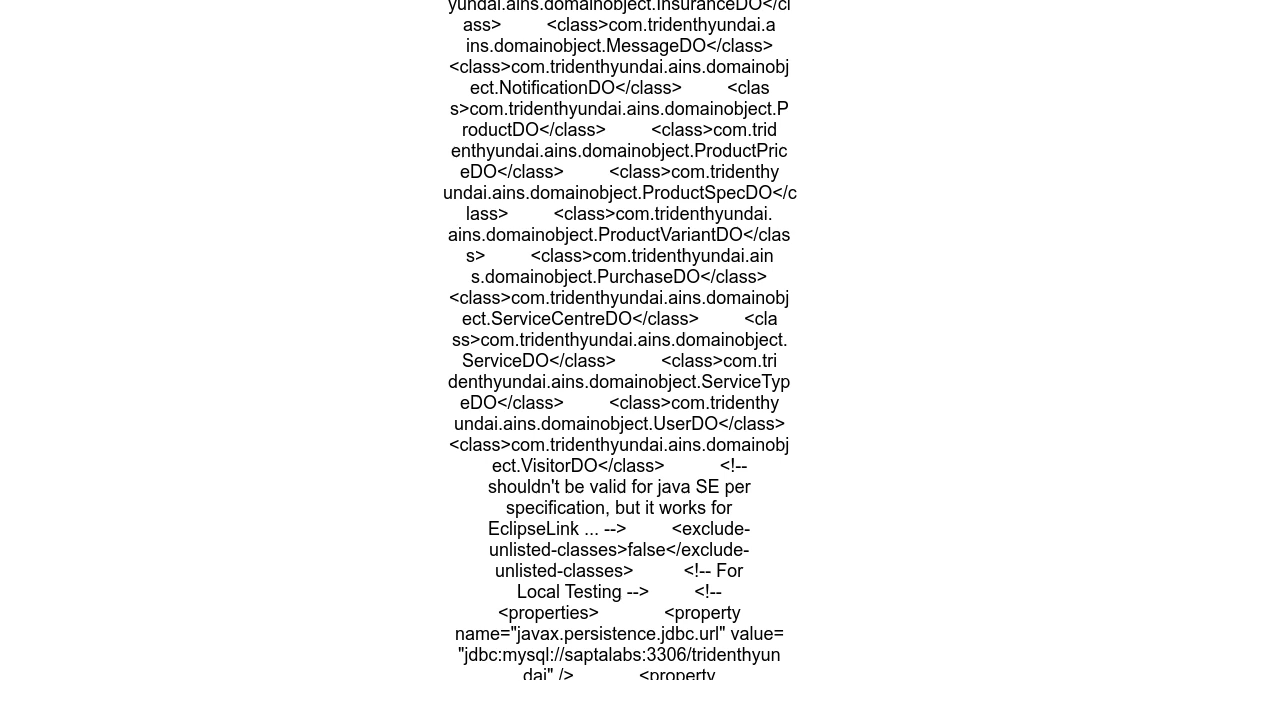 yundai.ains.domainobject.InsuranceDO</cl
ass> <class>com.tridenthyundai.a
ins.domainobject.MessageDO</class>
<class>com.tridenthyundai.ains.domainobj
ect.NotificationDO</class> <clas
s>com.tridenthyundai.ains.domainobject.P
roductDO</class> <class>com.trid
enthyundai.ains.domainobject.ProductPric
eDO</class> <class>com.tridenthy
undai.ains.domainobject.ProductSpecDO</c
lass> <class>com.tridenthyundai.
ains.domainobject.ProductVariantDO</clas
s> <class>com.tridenthyundai.ain
s.domainobject.PurchaseDO</class>
<class>com.tridenthyundai.ains.domainobj
ect.ServiceCentreDO</class> <cla
ss>com.tridenthyundai.ains.domainobject.
ServiceDO</class> <class>com.tri
denthyundai.ains.domainobject.ServiceTyp
eDO</class> <class>com.tridenthy
undai.ains.domainobject.UserDO</class>
<class>com.tridenthyundai.ains.domainobj
ect.VisitorDO</class> <!--
shouldn't be valid for java SE per
specification, but it works for
EclipseLink ... --> <exclude-
unlisted-classes>false</exclude-
unlisted-classes> <!-- For
Local Testing --> <!--
<properties> <property
name="javax.persistence.jdbc.url" value=
"jdbc:mysql://saptalabs:3306/tridenthyun
dai" /> <property